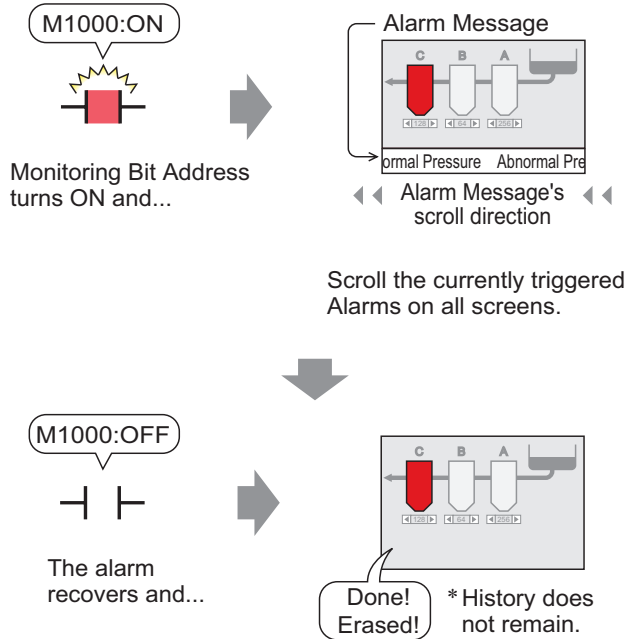 M1000:ON
Monitoring Bit Address
turns ON and...
Alarm Message
C B A
128 64 256
ormal Pressure Abnormal Pre
Alarm Message's
scroll direction
Scroll the currently triggered
Alarms on all screens.
M1000:OFF
The alarm
recovers and...
C B A
128 64 256
Done!
Erased!
* History does
not remain.